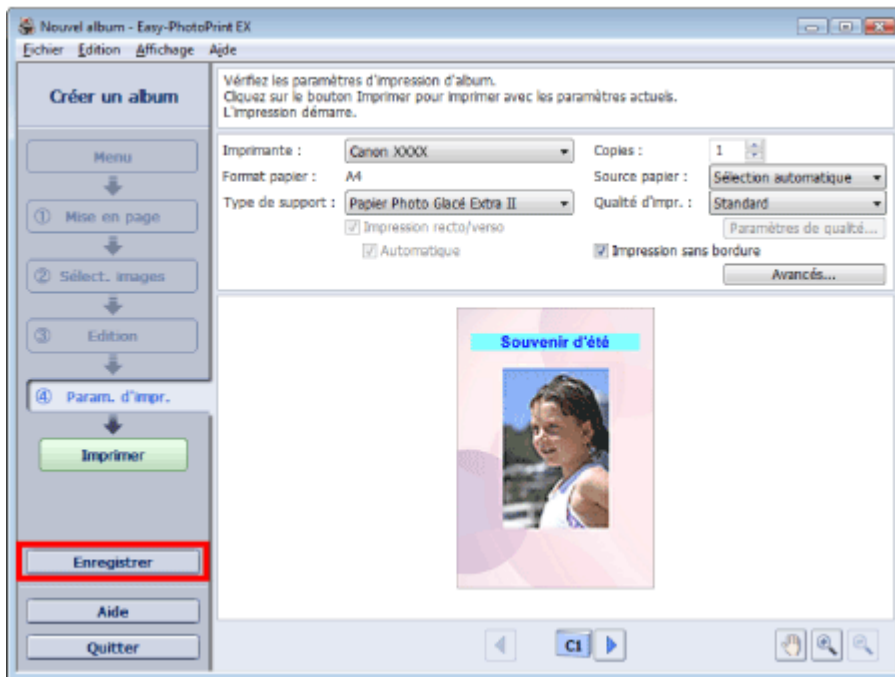 Nouvel album - Easy-PhotoPrint EX
Fichier Edition Affichage Aide
Créer un album
Vérifiez les paramètres d'impression d'album.
Cliquez sur le bouton Imprimer pour imprimer avec les paramètres actuels.
L'impression démarre.
Menu
① Mise en page
② Sélect. images
③ Edition
④ Param. d'impr.
Imprimer
Enregistrer
Aide
Quitter
Imprimante : Canon XXXX Copies : 1
Format papier : A4 Source papier : Sélection automatique
Type de support : Papier Photo Glacé Extra II Qualité d'impr. : Standard
Impression recto/verso Paramètres de qualité...
Automatique Impression sans bordure
Avancés...
Souvenir d'été
C1